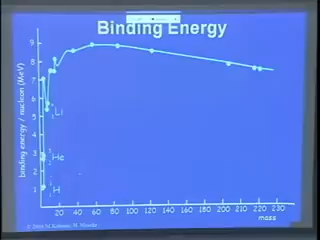 Binding Energy
binding energy / nucleon (MeV)
9
8
7
6
5
4
3
2
1
Li
He
H
20 40 60 80 100 120 140 160 180 200 220 230
mass